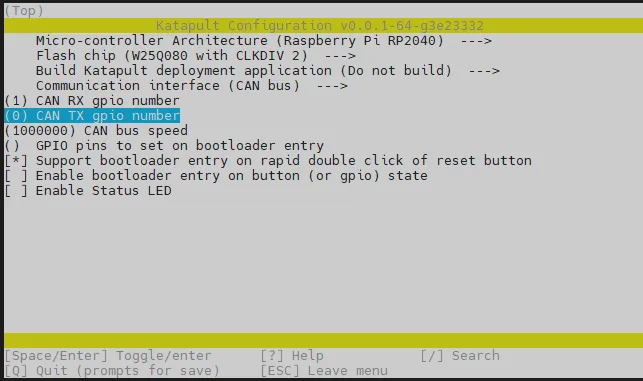 (Top)
Katapult Configuration v0.0.1-64-g3e23332
Micro-controller Architecture (Raspberry Pi RP2040)  --->
Flash chip (W25Q080 with CLKDIV 2)  --->
Build Katapult deployment application (Do not build)  --->
Communication interface (CAN bus)  --->
(1) CAN RX gpio number
(0) CAN TX gpio number
(1000000) CAN bus speed
()  GPIO pins to set on bootloader entry
[*] Support bootloader entry on rapid double click of reset button
[ ] Enable bootloader entry on button (or gpio) state
[ ] Enable Status LED
[Space/Enter] Toggle/enter      [?] Help      [/] Search
[Q] Quit (prompts for save)     [ESC] Leave menu